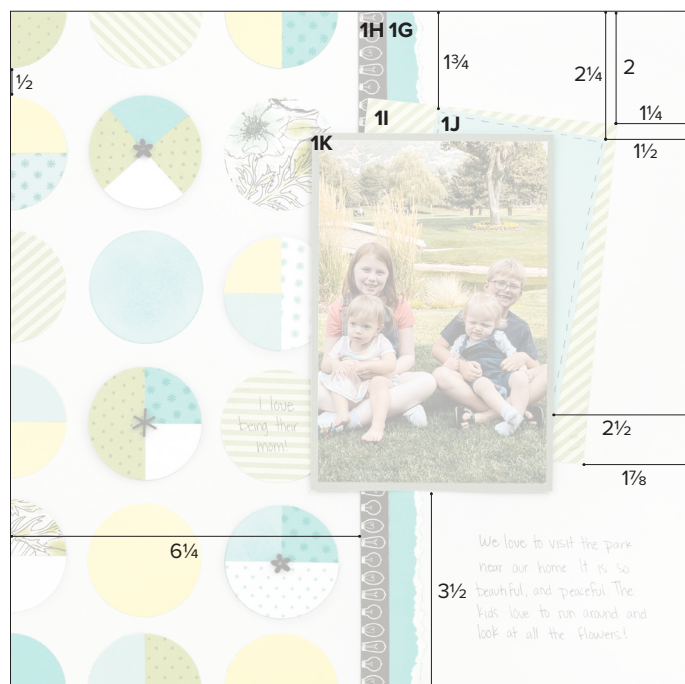 1H 1G
1¾
2¼
2
½
1¼
1I
1J
1K
1½
I love
being their
mom!
2½
1⅞
6¼
3½
We love to visit the park
near our home It is so
beautiful, and peaceful The
kids love to run around and
look at all the flowers!